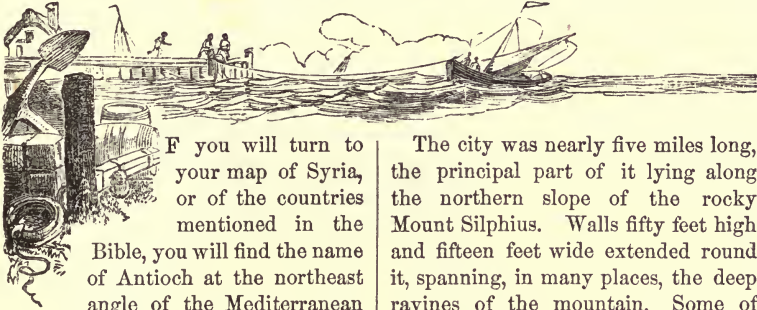 F you will turn to
your map of Syria,
or of the countries
mentioned in the
Bible, you will find the name
of Antioch at the northeast
angle of the Mediterranean
The city was nearly five miles long,
the principal part of it lying along
the northern slope of the rocky
Mount Silphius. Walls fifty feet high
and fifteen feet wide extended round
it, spanning, in many places, the deep
ravines of the mountain. Some of